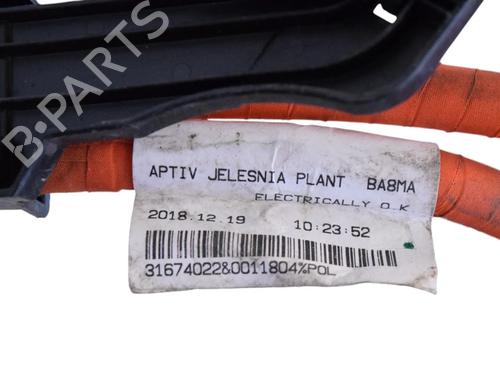 B-PARTS
APTIV JELESNIA PLANT BA8MA
ELECTRICALLY O.K
2018.12.19 10:23:52
31674022&0011804%POL